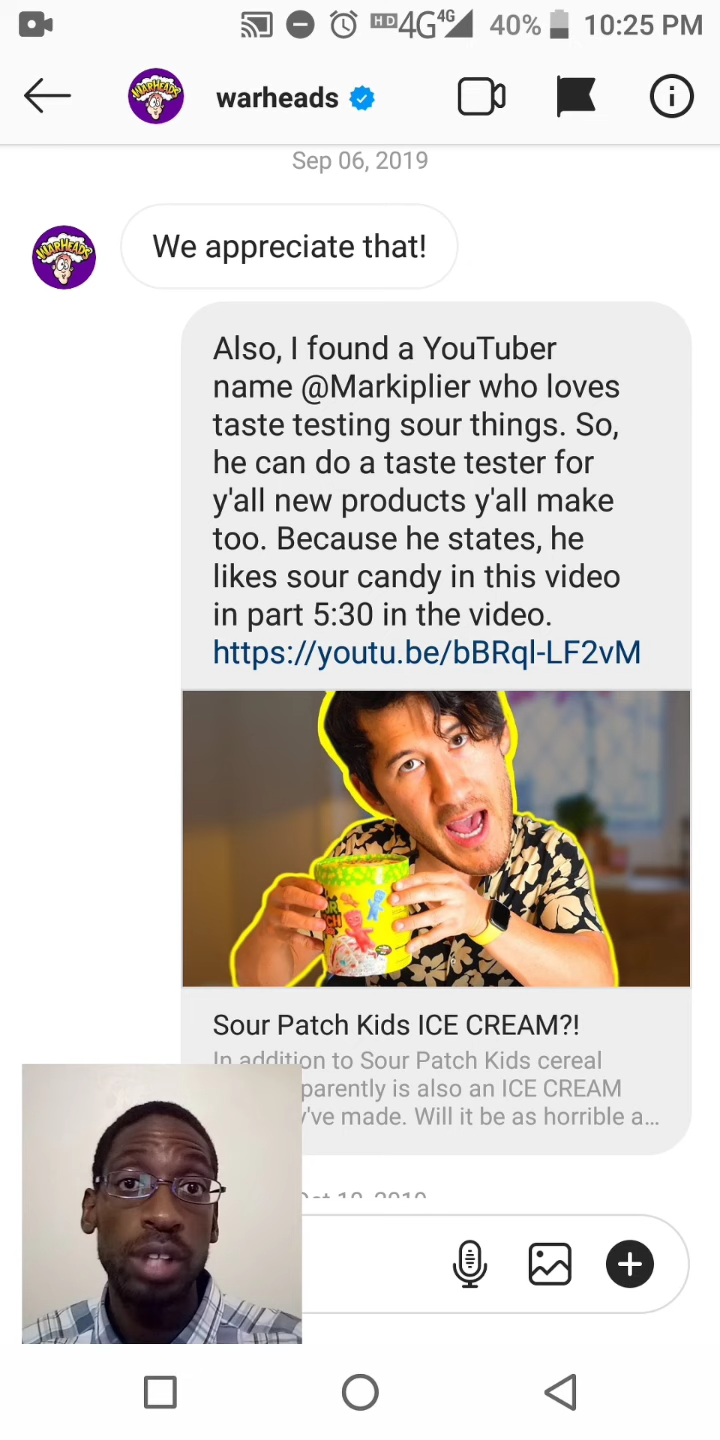 HD 4G 4G 40% 10:25 PM
WARHEADS
warheads
Sep 06, 2019
WARHEADS
We appreciate that!
Also, I found a YouTuber
name @Markiplier who loves
taste testing sour things. So,
he can do a taste tester for
y'all new products y'all make
too. Because he states, he
likes sour candy in this video
in part 5:30 in the video.
https://youtu.be/bBRql-LF2vM
Sour Patch Kids ICE CREAM?!
In addition to Sour Patch Kids cereal
parently is also an ICE CREAM
've made. Will it be as horrible a...
2019